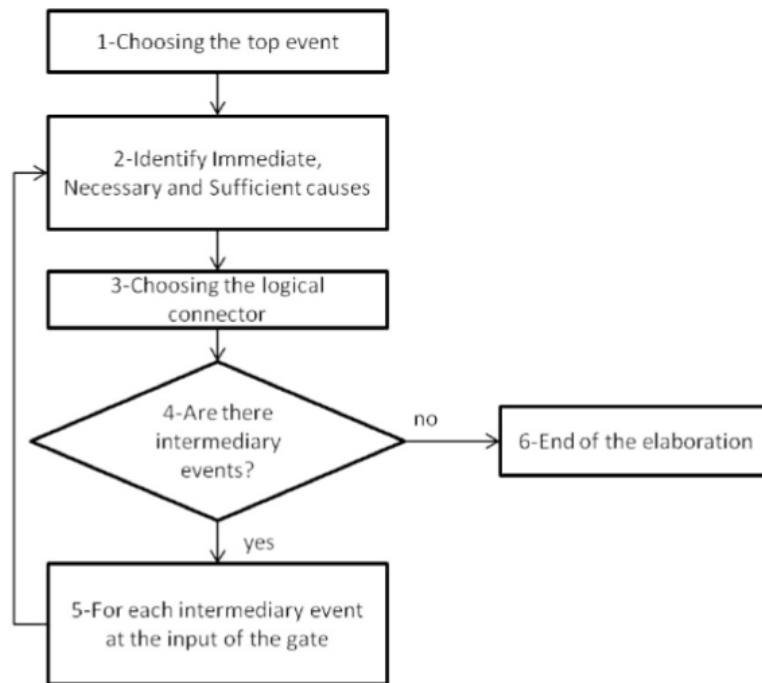 1-Choosing the top event
2-Identify Immediate,
Necessary and Sufficient causes
3-Choosing the logical
connector
4-Are there
intermediary
events?
no
6-End of the elaboration
yes
5-For each intermediary event
at the input of the gate